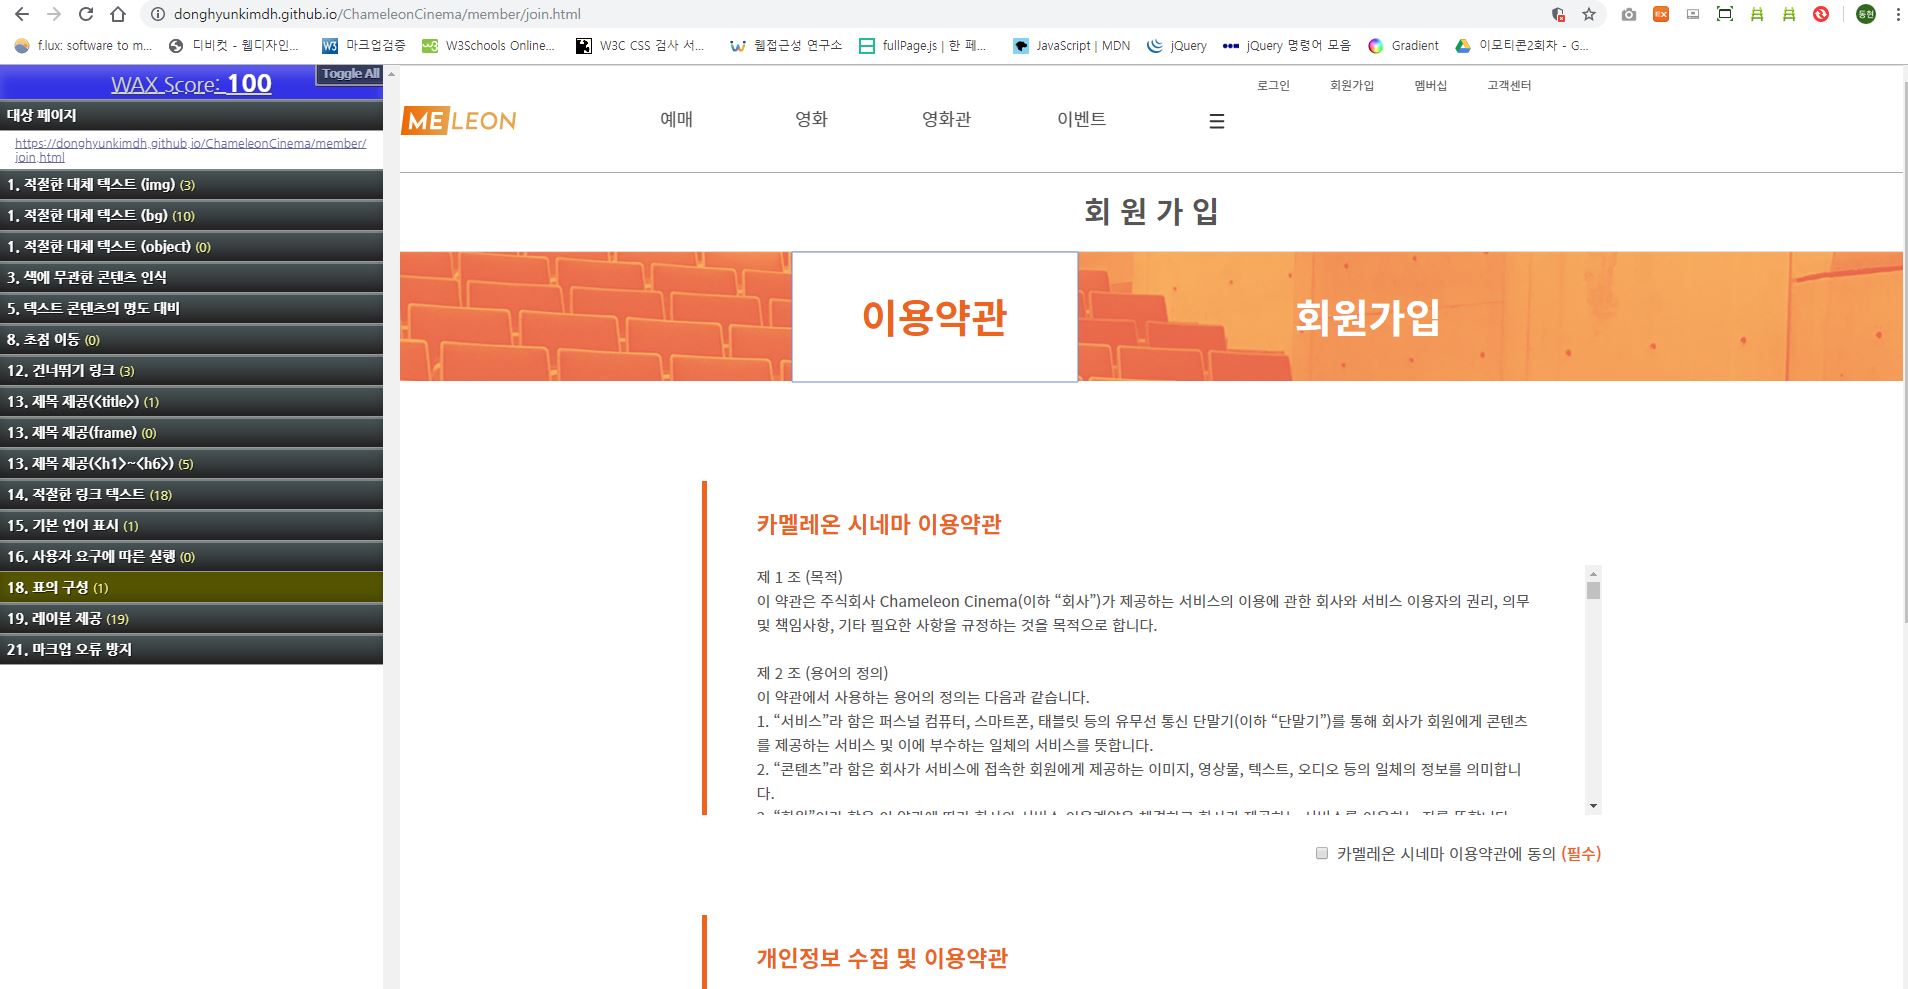 donghyunkimdh.github.io/ChameleonCinema/member/join.html
동현
f.lux: software to m...
디비컷 - 웹디자인...
마크업검증
W3Schools Online...
W3C CSS 검사 서...
웹접근성 연구소
fullPage.js | 한 페...
JavaScript | MDN
jQuery
jQuery 명령어 모음
Gradient
이모티콘2회차 - G...
WAX Score: 100
Toggle All
대상 페이지
https://donghyunkimdh.github.io/ChameleonCinema/member/
join.html
1. 적절한 대체 텍스트 (img) (3)
1. 적절한 대체 텍스트 (bg) (10)
1. 적절한 대체 텍스트 (object) (0)
3. 색에 무관한 콘텐츠 인식
5. 텍스트 콘텐츠의 명도 대비
8. 초점 이동 (0)
12. 건너뛰기 링크 (3)
13. 제목 제공(<title>) (1)
13. 제목 제공(frame) (0)
13. 제목 제공(<h1>~<h6>) (5)
14. 적절한 링크 텍스트 (18)
15. 기본 언어 표시 (1)
16. 사용자 요구에 따른 실행 (0)
18. 표의 구성 (1)
19. 레이블 제공 (19)
21. 마크업 오류 방지
로그인 회원가입 멤버십 고객센터
MELEON 예매 영화 영화관 이벤트
회 원 가 입
이용약관 회원가입
카멜레온 시네마 이용약관
제 1 조 (목적)
이 약관은 주식회사 Chameleon Cinema(이하 “회사”)가 제공하는 서비스의 이용에 관한 회사와 서비스 이용자의 권리, 의무
및 책임사항, 기타 필요한 사항을 규정하는 것을 목적으로 합니다.
제 2 조 (용어의 정의)
이 약관에서 사용하는 용어의 정의는 다음과 같습니다.
1. “서비스”라 함은 퍼스널 컴퓨터, 스마트폰, 태블릿 등의 유무선 통신 단말기(이하 “단말기”)를 통해 회사가 회원에게 콘텐츠
를 제공하는 서비스 및 이에 부수하는 일체의 서비스를 뜻합니다.
2. “콘텐츠”라 함은 회사가 서비스에 접속한 회원에게 제공하는 이미지, 영상물, 텍스트, 오디오 등의 일체의 정보를 의미합니
다.
카멜레온 시네마 이용약관에 동의 (필수)
개인정보 수집 및 이용약관